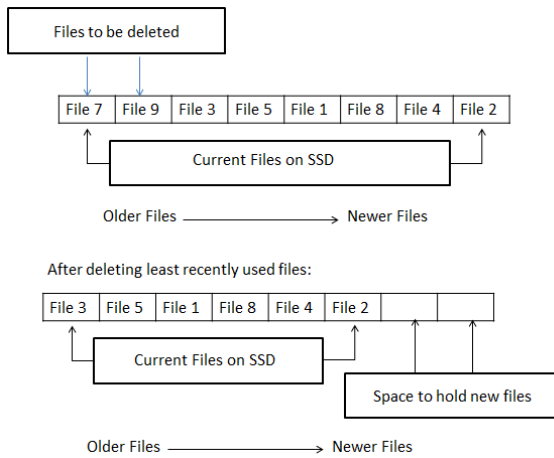 Files to be deleted
File 7 File 9 File 3 File 5 File 1 File 8 File 4 File 2
Current Files on SSD
Older Files Newer Files
After deleting least recently used files:
File 3 File 5 File 1 File 8 File 4 File 2
Current Files on SSD
Space to hold new files
Older Files Newer Files